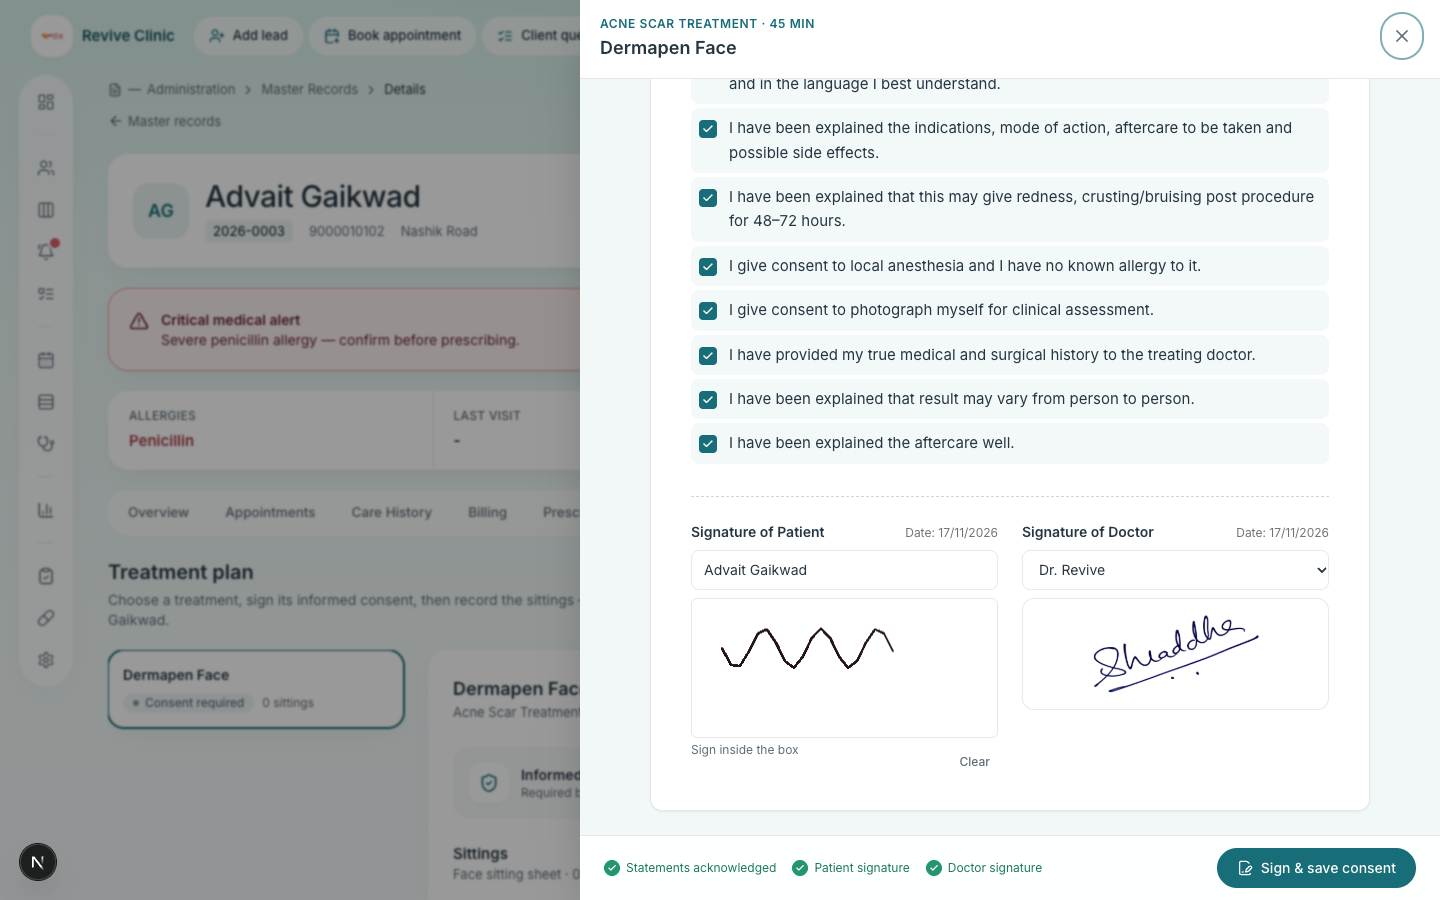 Revive Clinic
Add lead
Book appointment
Administration
Master Records
Details
Master records
AG
Advait Gaikwad
2026-0003
9000010102
Nashik Road
Critical medical alert
Severe penicillin allergy — confirm before prescribing.
ALLERGIES
Penicillin
LAST VISIT
-
Overview
Appointments
Care History
Billing
Treatment plan
Choose a treatment, sign its informed consent, then record the sittings
Gaikwad.
Dermapen Face
Consent required
0 sittings
Acne Scar Treatment
Sittings
Face sitting sheet
N
ACNE SCAR TREATMENT · 45 MIN
Dermapen Face
and in the language I best understand.
I have been explained the indications, mode of action, aftercare to be taken and
possible side effects.
I have been explained that this may give redness, crusting/bruising post procedure
for 48–72 hours.
I give consent to local anesthesia and I have no known allergy to it.
I give consent to photograph myself for clinical assessment.
I have provided my true medical and surgical history to the treating doctor.
I have been explained that result may vary from person to person.
I have been explained the aftercare well.
Signature of Patient
Date: 17/11/2026
Advait Gaikwad
Sign inside the box
Clear
Signature of Doctor
Date: 17/11/2026
Dr. Revive
Shraddha
Statements acknowledged
Patient signature
Doctor signature
Sign & save consent